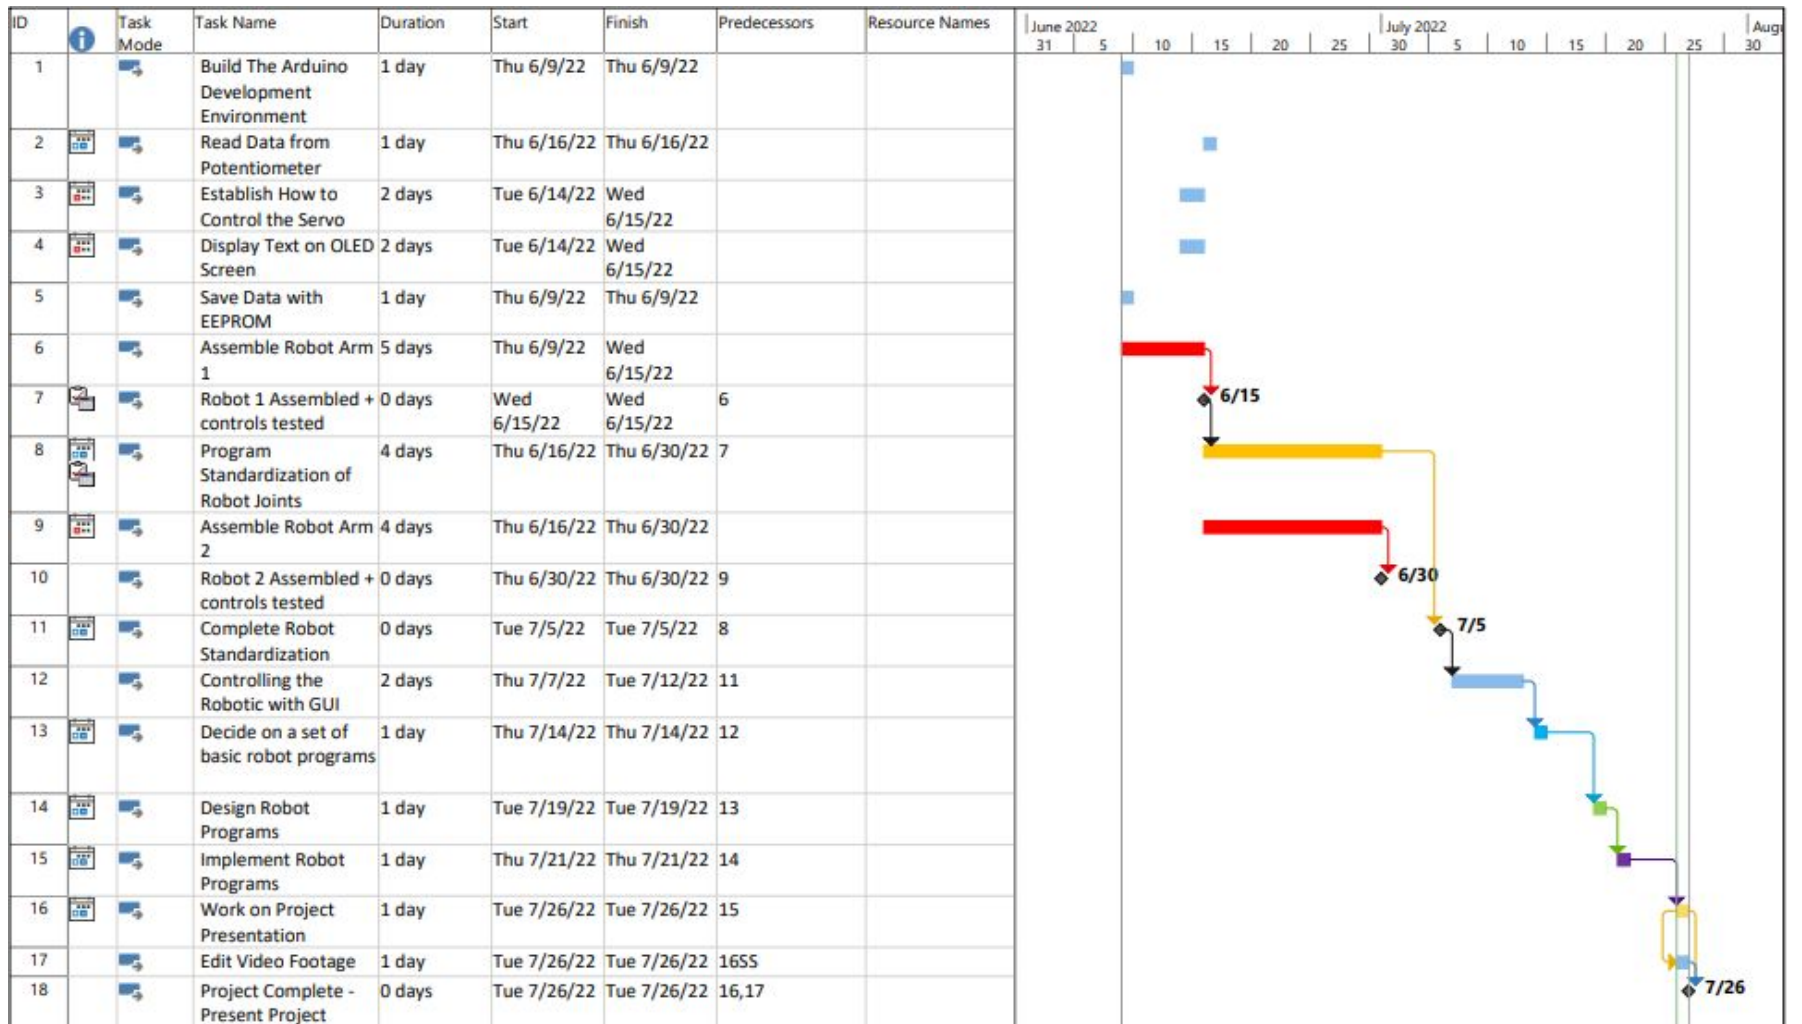 ID Task Mode Task Name Duration Start Finish Predecessors Resource Names
June 2022 July 2022 Aug
31 5 10 15 20 25 30 5 10 15 20 25 30
1 Build The Arduino Development Environment 1 day Thu 6/9/22 Thu 6/9/22
2 Read Data from Potentiometer 1 day Thu 6/16/22 Thu 6/16/22
3 Establish How to Control the Servo 2 days Tue 6/14/22 Wed 6/15/22
4 Display Text on OLED Screen 2 days Tue 6/14/22 Wed 6/15/22
5 Save Data with EEPROM 1 day Thu 6/9/22 Thu 6/9/22
6 Assemble Robot Arm 1 5 days Thu 6/9/22 Wed 6/15/22
7 Robot 1 Assembled + controls tested 0 days Wed 6/15/22 Wed 6/15/22 6 6/15
8 Program Standardization of Robot Joints 4 days Thu 6/16/22 Thu 6/30/22 7
9 Assemble Robot Arm 2 4 days Thu 6/16/22 Thu 6/30/22
10 Robot 2 Assembled + controls tested 0 days Thu 6/30/22 Thu 6/30/22 9 6/30
11 Complete Robot Standardization 0 days Tue 7/5/22 Tue 7/5/22 8 7/5
12 Controlling the Robotic with GUI 2 days Thu 7/7/22 Tue 7/12/22 11
13 Decide on a set of basic robot programs 1 day Thu 7/14/22 Thu 7/14/22 12
14 Design Robot Programs 1 day Tue 7/19/22 Tue 7/19/22 13
15 Implement Robot Programs 1 day Thu 7/21/22 Thu 7/21/22 14
16 Work on Project Presentation 1 day Tue 7/26/22 Tue 7/26/22 15
17 Edit Video Footage 1 day Tue 7/26/22 Tue 7/26/22 16SS
18 Project Complete - Present Project 0 days Tue 7/26/22 Tue 7/26/22 16,17 7/26